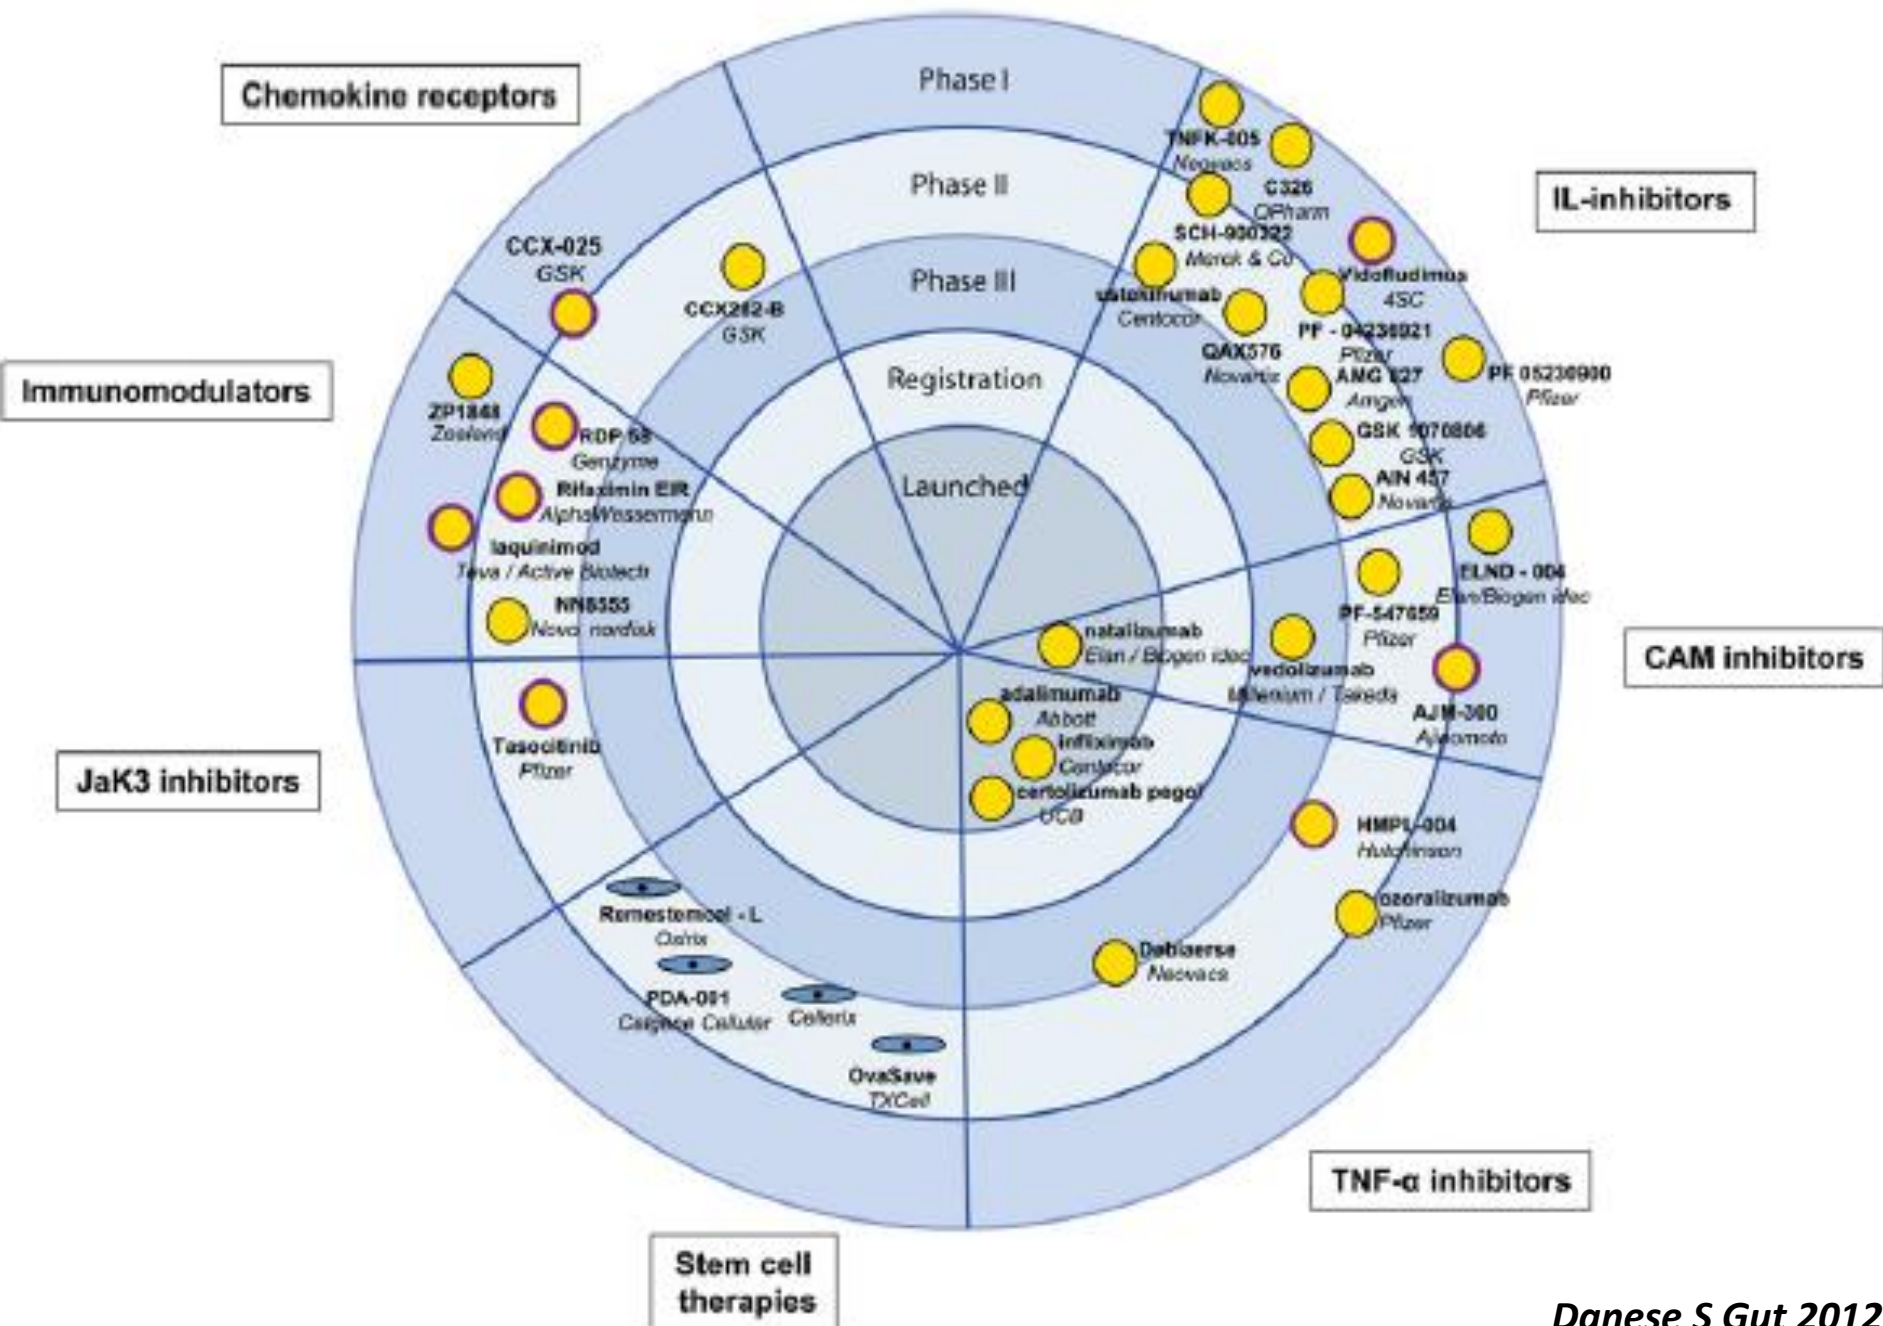 Chemokine receptors
Phase I
Phase II
Phase III
Registration
Launched
TNFK-005
Neovacs
C326
QPharm
IL-inhibitors
SCH-900222
Merck & Co
Vidofludimus
4SC
ustekinumab
Centocor
QAX576
Novartis
PF - 04236921
Pfizer
AMG 827
Amgen
PF 05230900
Pfizer
GSK 1070806
GSK
AIN 457
Novartis
CCX-025
GSK
CCX282-B
GSK
Immunomodulators
ZP1848
Zealand
RDP 58
Genzyme
Rifaximin EIR
AlphaWassermann
laquinimod
Teva / Active Biotech
NN8555
Novo nordisk
ELND - 004
Elan/Biogen idec
PF-547659
Pfizer
natalizumab
Elan / Biogen idec
vedolizumab
Millenium / Takeda
CAM inhibitors
AJM-300
Ajinomoto
adalimumab
Abbott
infliximab
Centocor
certolizumab pegol
UCB
JaK3 inhibitors
Tasocitinib
Pfizer
HMPL-004
Hutchinson
ozoralizumab
Pfizer
Debiaerse
Neovacs
Remestemcel - L
Osiris
PDA-001
Celgene Cellular
Cellerix
OvaSave
TXCell
TNF-α inhibitors
Stem cell
therapies
Danese S Gut 2012